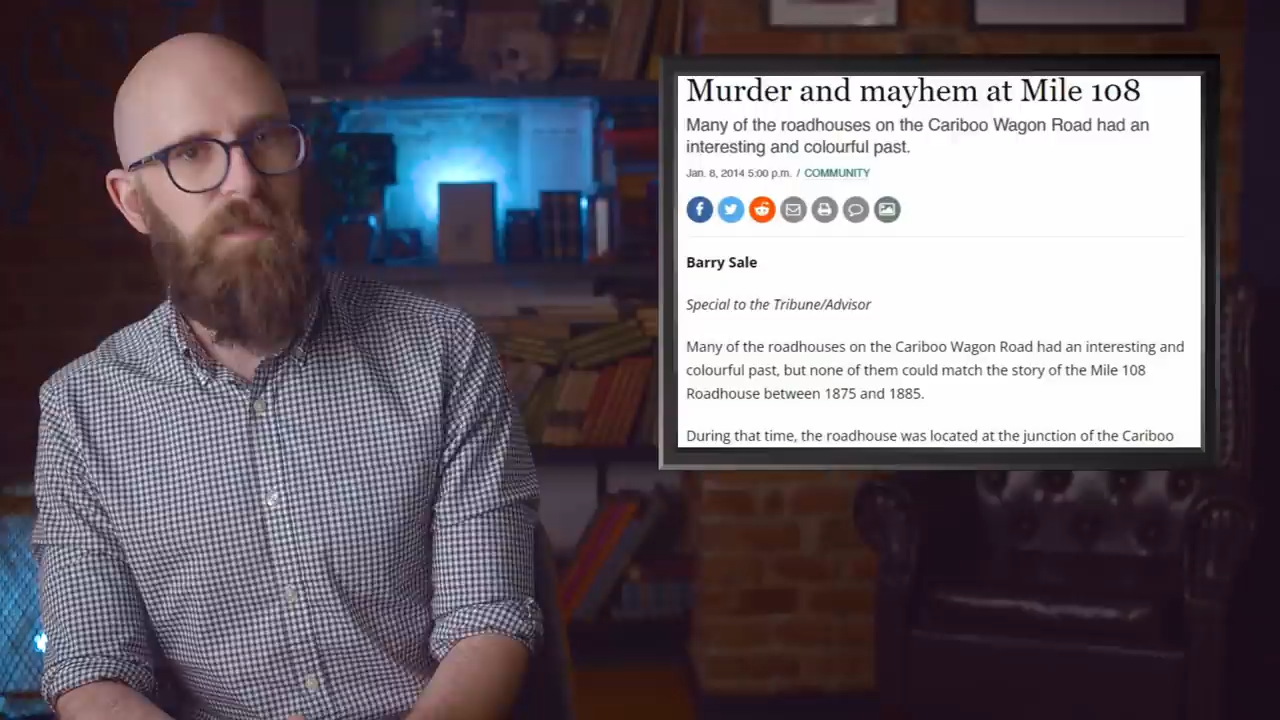 Murder and mayhem at Mile 108
Many of the roadhouses on the Cariboo Wagon Road had an
interesting and colourful past.
Jan. 8, 2014 5:00 p.m. / COMMUNITY
Barry Sale
Special to the Tribune/Advisor
Many of the roadhouses on the Cariboo Wagon Road had an interesting and
colourful past, but none of them could match the story of the Mile 108
Roadhouse between 1875 and 1885.
During that time, the roadhouse was located at the junction of the Cariboo